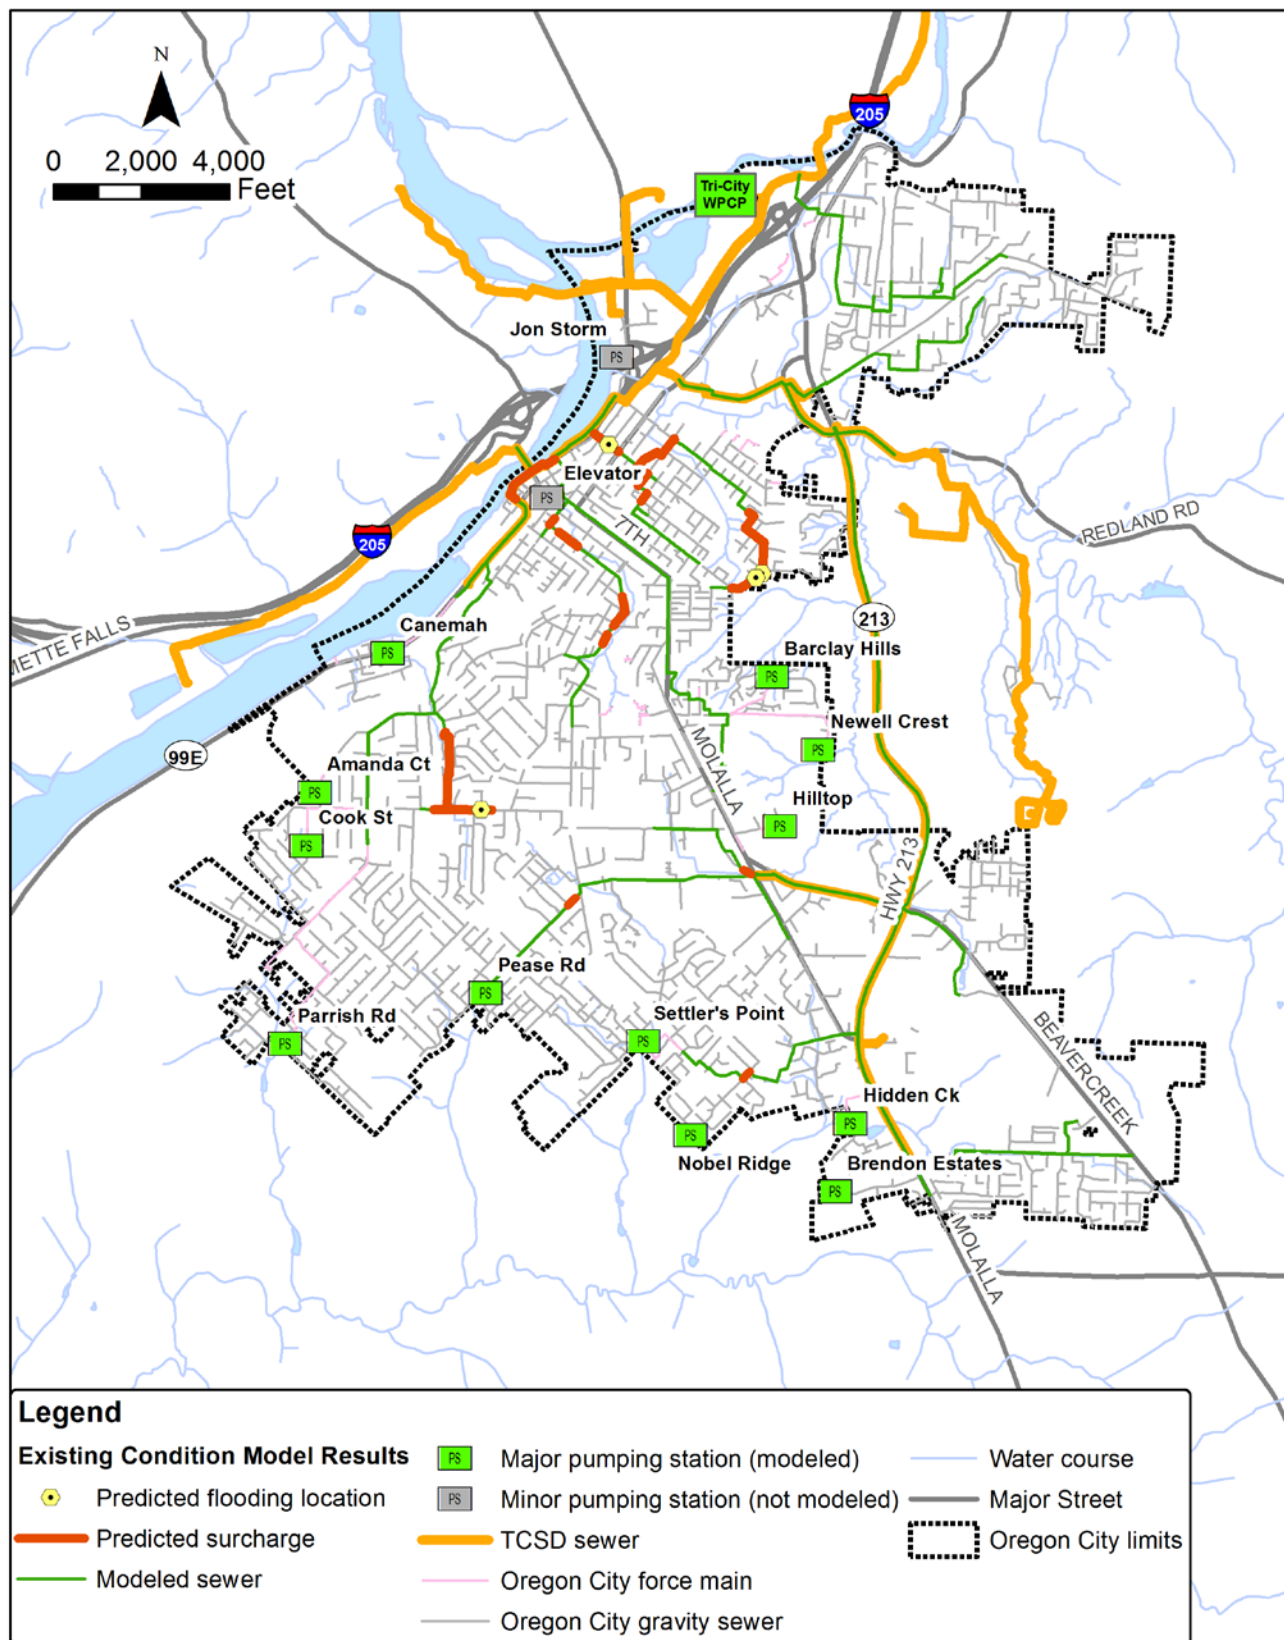 N
0 2,000 4,000
Feet
205
Tri-City
WPCP
Jon Storm
PS
Elevator
PS
7TH
REDLAND RD
205
213
METTE FALLS
Canemah
PS
Barclay Hills
PS
Newell Crest
PS
MOLALLA
99E
Amanda Ct
PS
Cook St
PS
Hilltop
PS
HWY 213
Pease Rd
PS
Parrish Rd
PS
Settler's Point
PS
BEAVERCREEK
Hidden Ck
PS
Nobel Ridge
PS
Brendon Estates
PS
MOLALLA
Legend
Existing Condition Model Results
Predicted flooding location
Predicted surcharge
Modeled sewer
PS Major pumping station (modeled)
PS Minor pumping station (not modeled)
TCSD sewer
Oregon City force main
Oregon City gravity sewer
Water course
Major Street
Oregon City limits